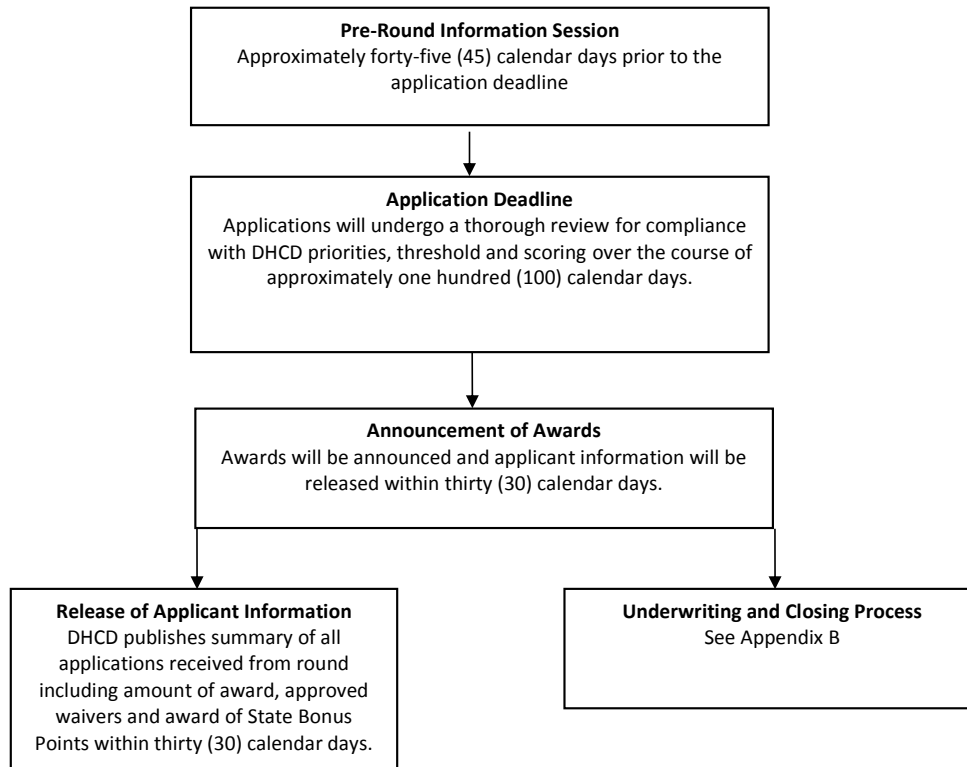 Pre-Round Information Session
Approximately forty-five (45) calendar days prior to the
application deadline
Application Deadline
Applications will undergo a thorough review for compliance
with DHCD priorities, threshold and scoring over the course of
approximately one hundred (100) calendar days.
Announcement of Awards
Awards will be announced and applicant information will be
released within thirty (30) calendar days.
Release of Applicant Information
DHCD publishes summary of all
applications received from round
including amount of award, approved
waivers and award of State Bonus
Points within thirty (30) calendar days.
Underwriting and Closing Process
See Appendix B